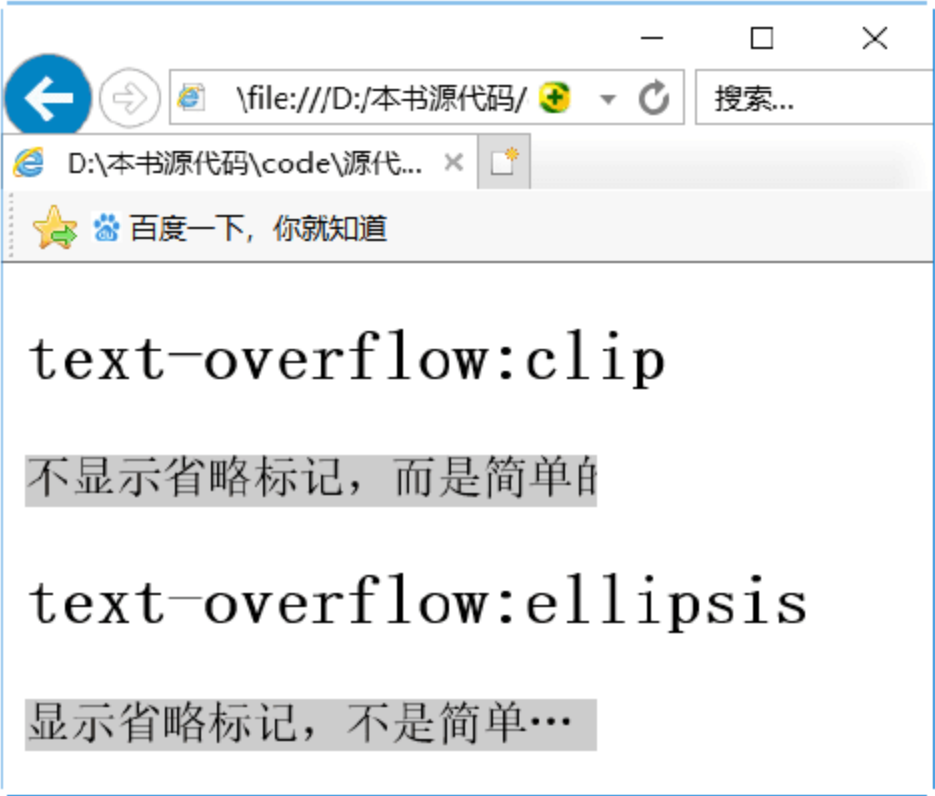 \file:///D:/本书源代码/
搜索...
D:\本书源代码\code\源代...
百度一下，你就知道
text-overflow:clip
不显示省略标记，而是简单的
text-overflow:ellipsis
显示省略标记，不是简单…